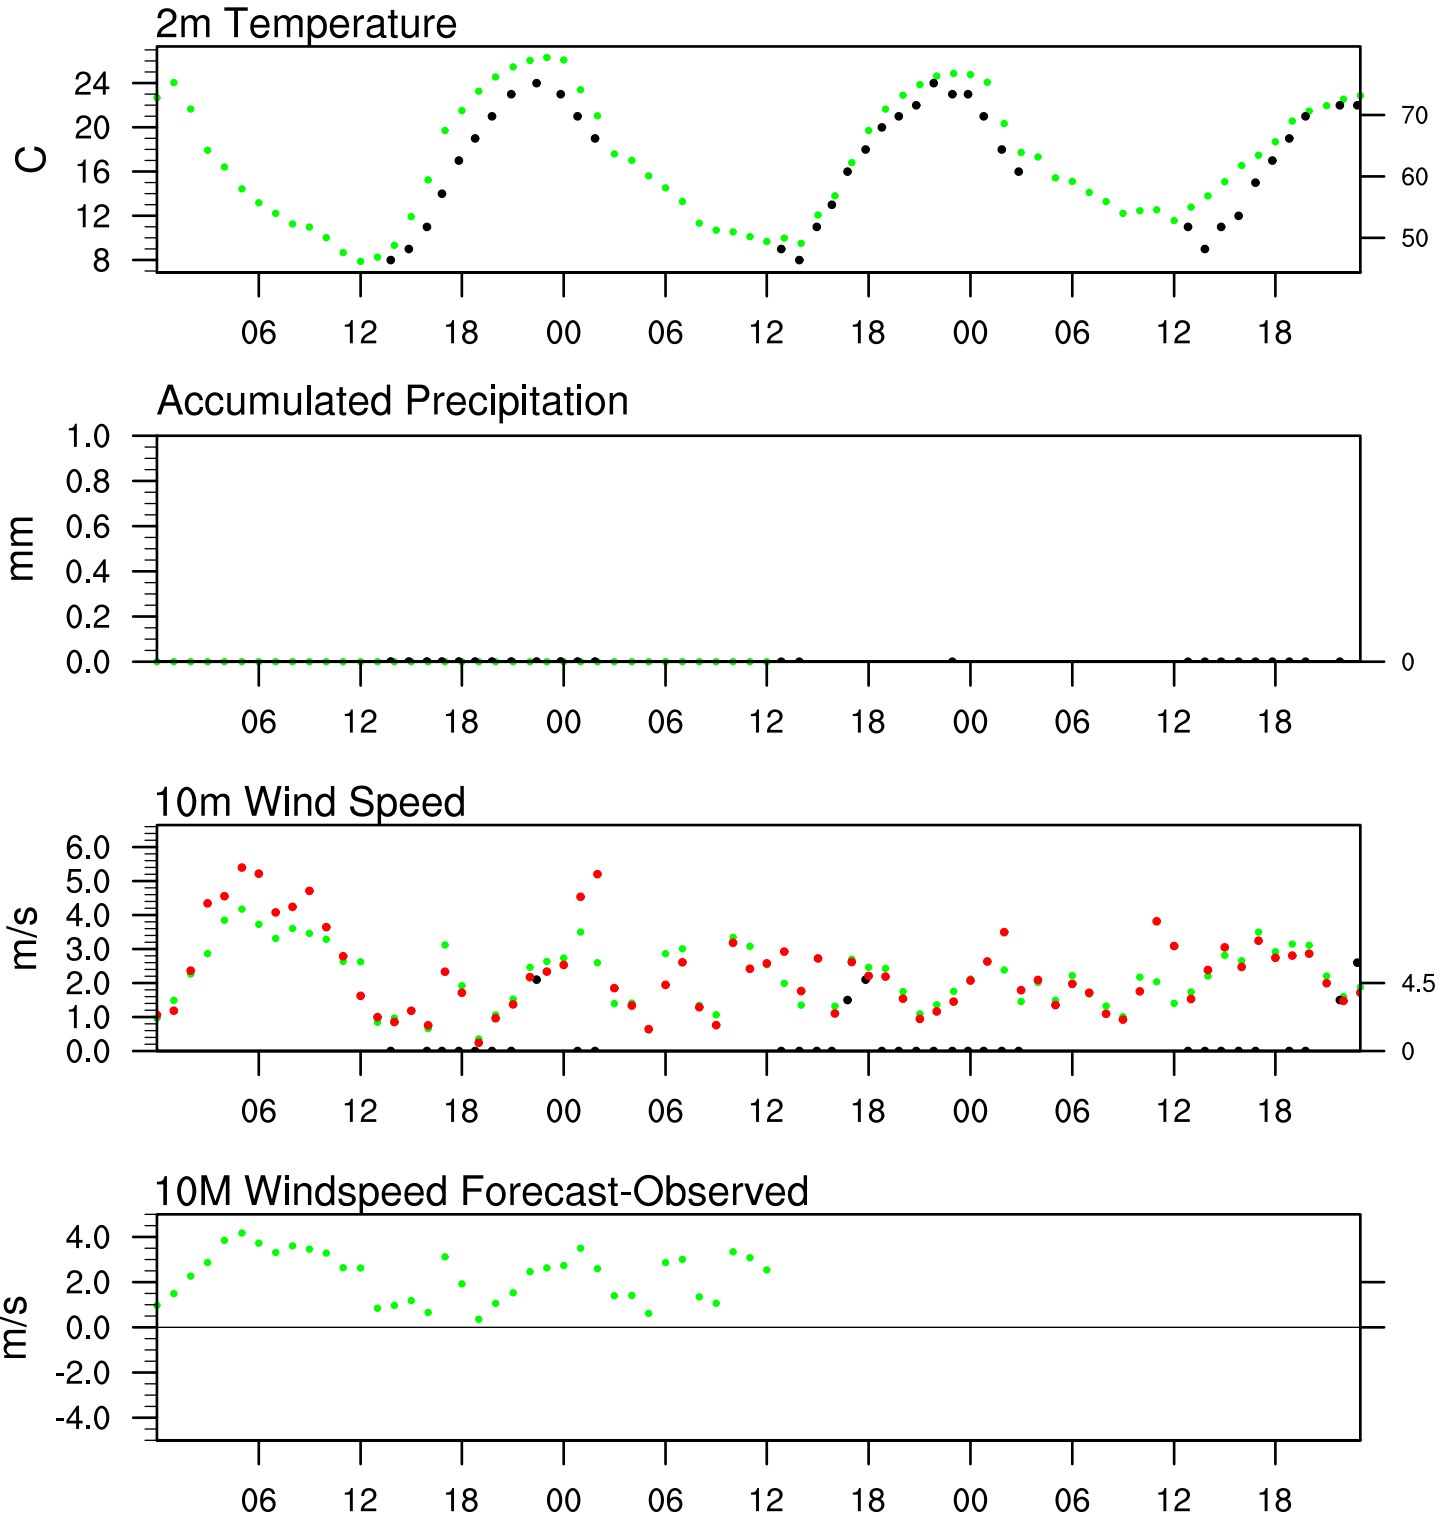 2m Temperature
24
20
16
12
8
C
70
60
50
06 12 18 00 06 12 18 00 06 12 18
Accumulated Precipitation
1.0
0.8
0.6
0.4
0.2
0.0
mm
0
06 12 18 00 06 12 18 00 06 12 18
10m Wind Speed
6.0
5.0
4.0
3.0
2.0
1.0
0.0
m/s
4.5
0
06 12 18 00 06 12 18 00 06 12 18
10M Windspeed Forecast-Observed
4.0
2.0
0.0
-2.0
-4.0
m/s
06 12 18 00 06 12 18 00 06 12 18